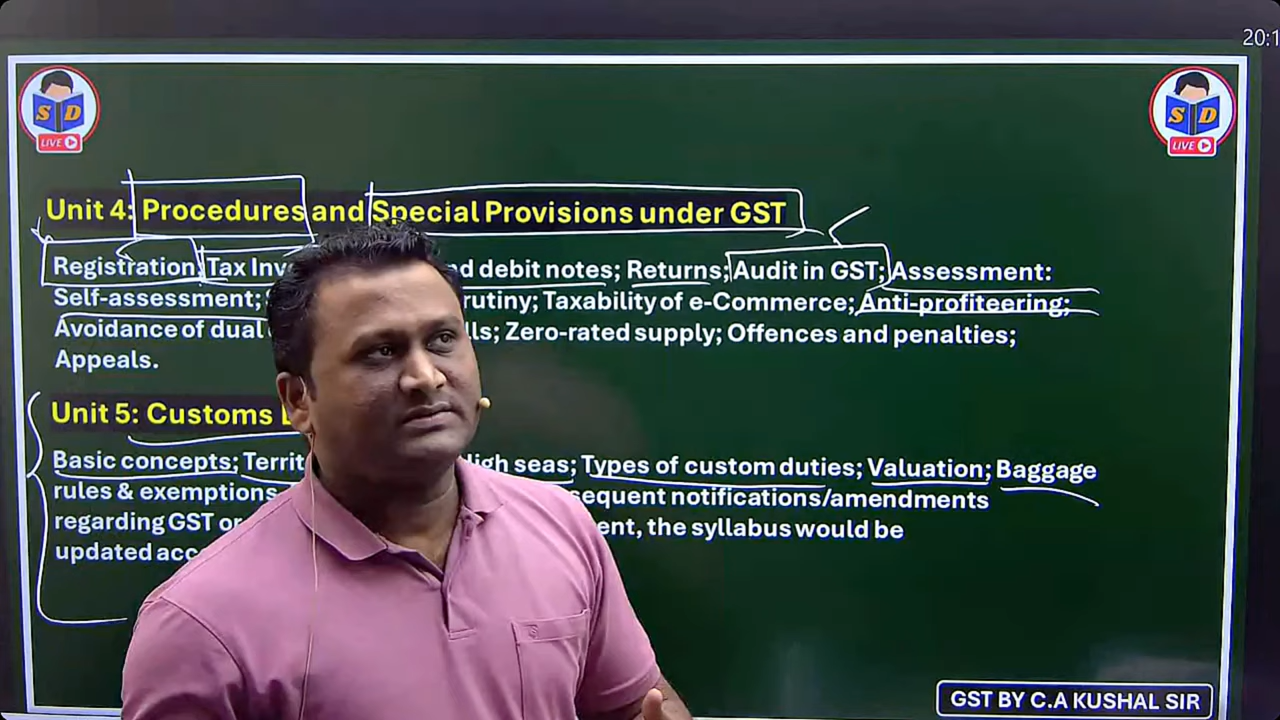 20:1
S D
LIVE
S D
LIVE
Unit 4: Procedures and Special Provisions under GST
Registration; Tax Inv d debit notes; Returns; Audit in GST; Assessment:
Self-assessment; rutiny; Taxability of e-Commerce; Anti-profiteering;
Avoidance of dual lls; Zero-rated supply; Offences and penalties;
Appeals.
Unit 5: Customs
Basic concepts; Territ igh seas; Types of custom duties; Valuation; Baggage
rules & exemptions sequent notifications/amendments
regarding GST or ent, the syllabus would be
updated acc
GST BY C.A KUSHAL SIR